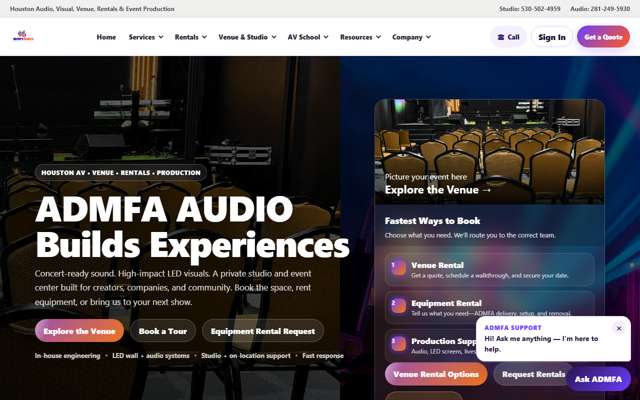 Houston Audio, Visual, Venue, Rentals & Event Production
Studio: 530-502-4959 Audio: 281-249-5930
Home Services Rentals Venue & Studio AV School Resources Company
Call
Sign In
Get a Quote
HOUSTON AV • VENUE • RENTALS • PRODUCTION
ADMFA AUDIO
Builds Experiences
Concert-ready sound. High-impact LED visuals. A private studio and event
center built for creators, companies, and community. Book the space, rent
equipment, or bring us to your next show.
Explore the Venue
Book a Tour
Equipment Rental Request
In-house engineering • LED wall + audio systems • Studio + on-location support • Fast response
Picture your event here
Explore the Venue →
Fastest Ways to Book
Choose what you need. We'll route you to the correct team.
1
Venue Rental
Get a quote, schedule a walkthrough, and secure your date.
2
Equipment Rental
Tell us what you need—ADMFA delivery, setup, and removal.
3
Production
Audio, LED screens,
Venue Rental Options
Request Rentals
ADMFA SUPPORT
Hi! Ask me anything — I'm here to
help.
Ask ADMFA